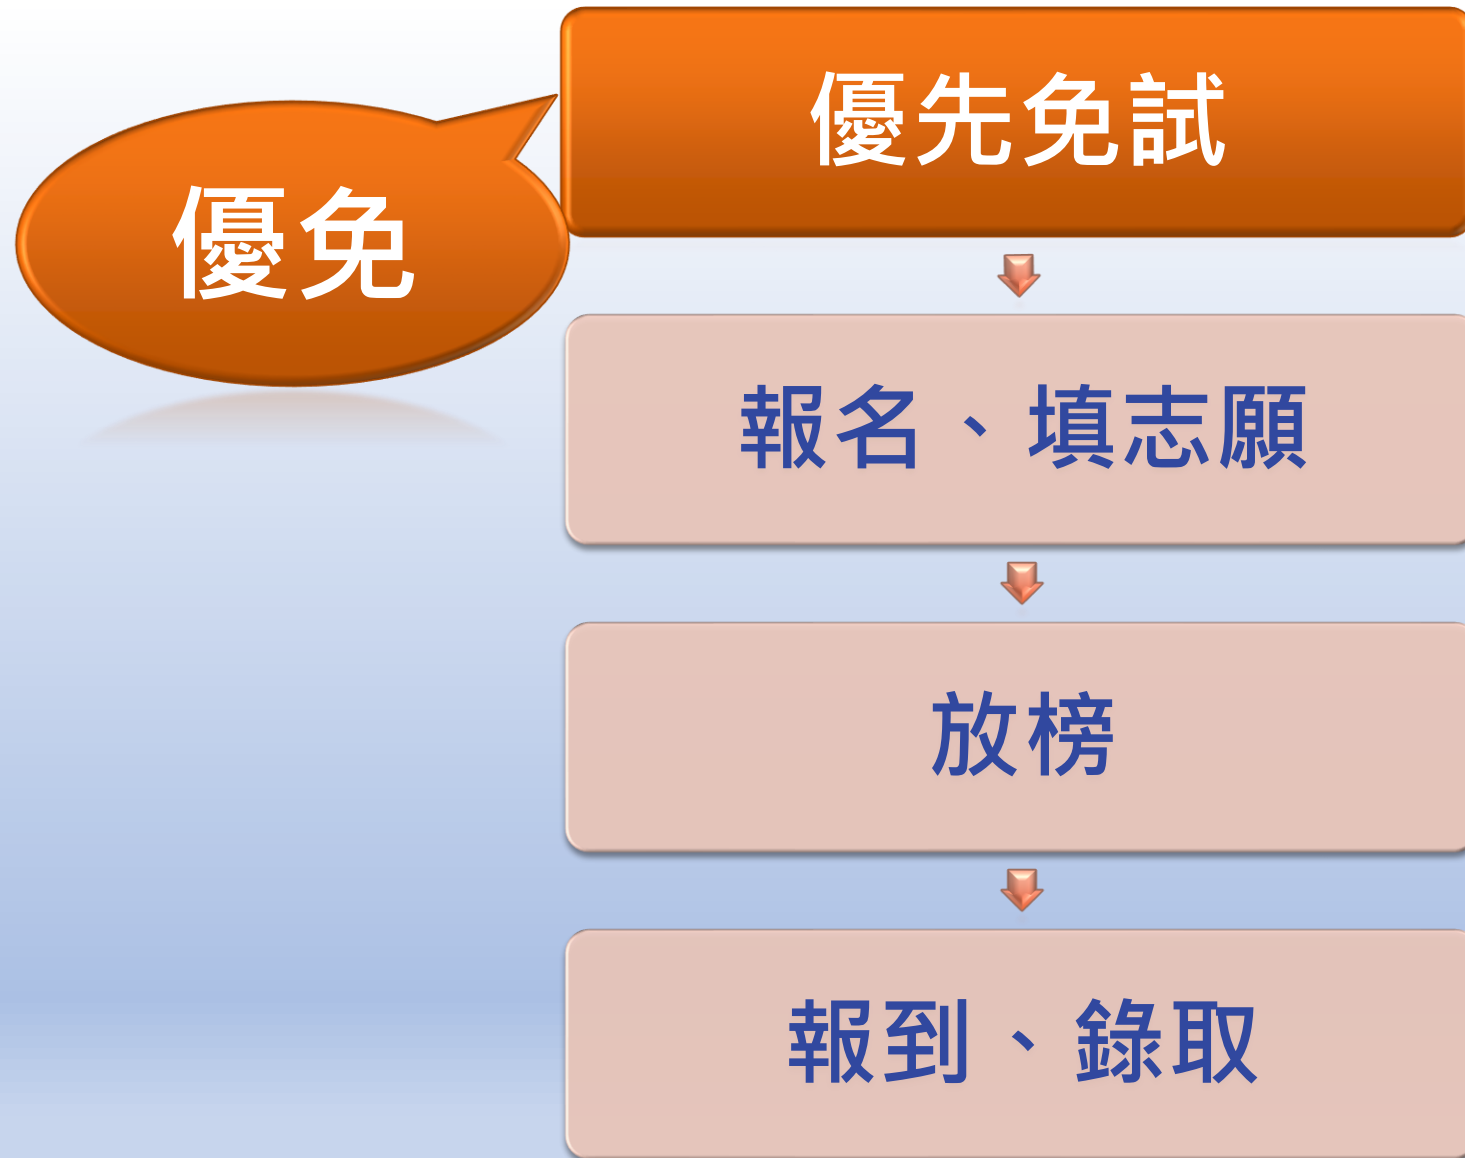 優先免試
優免
報名、填志願
放榜
報到、錄取